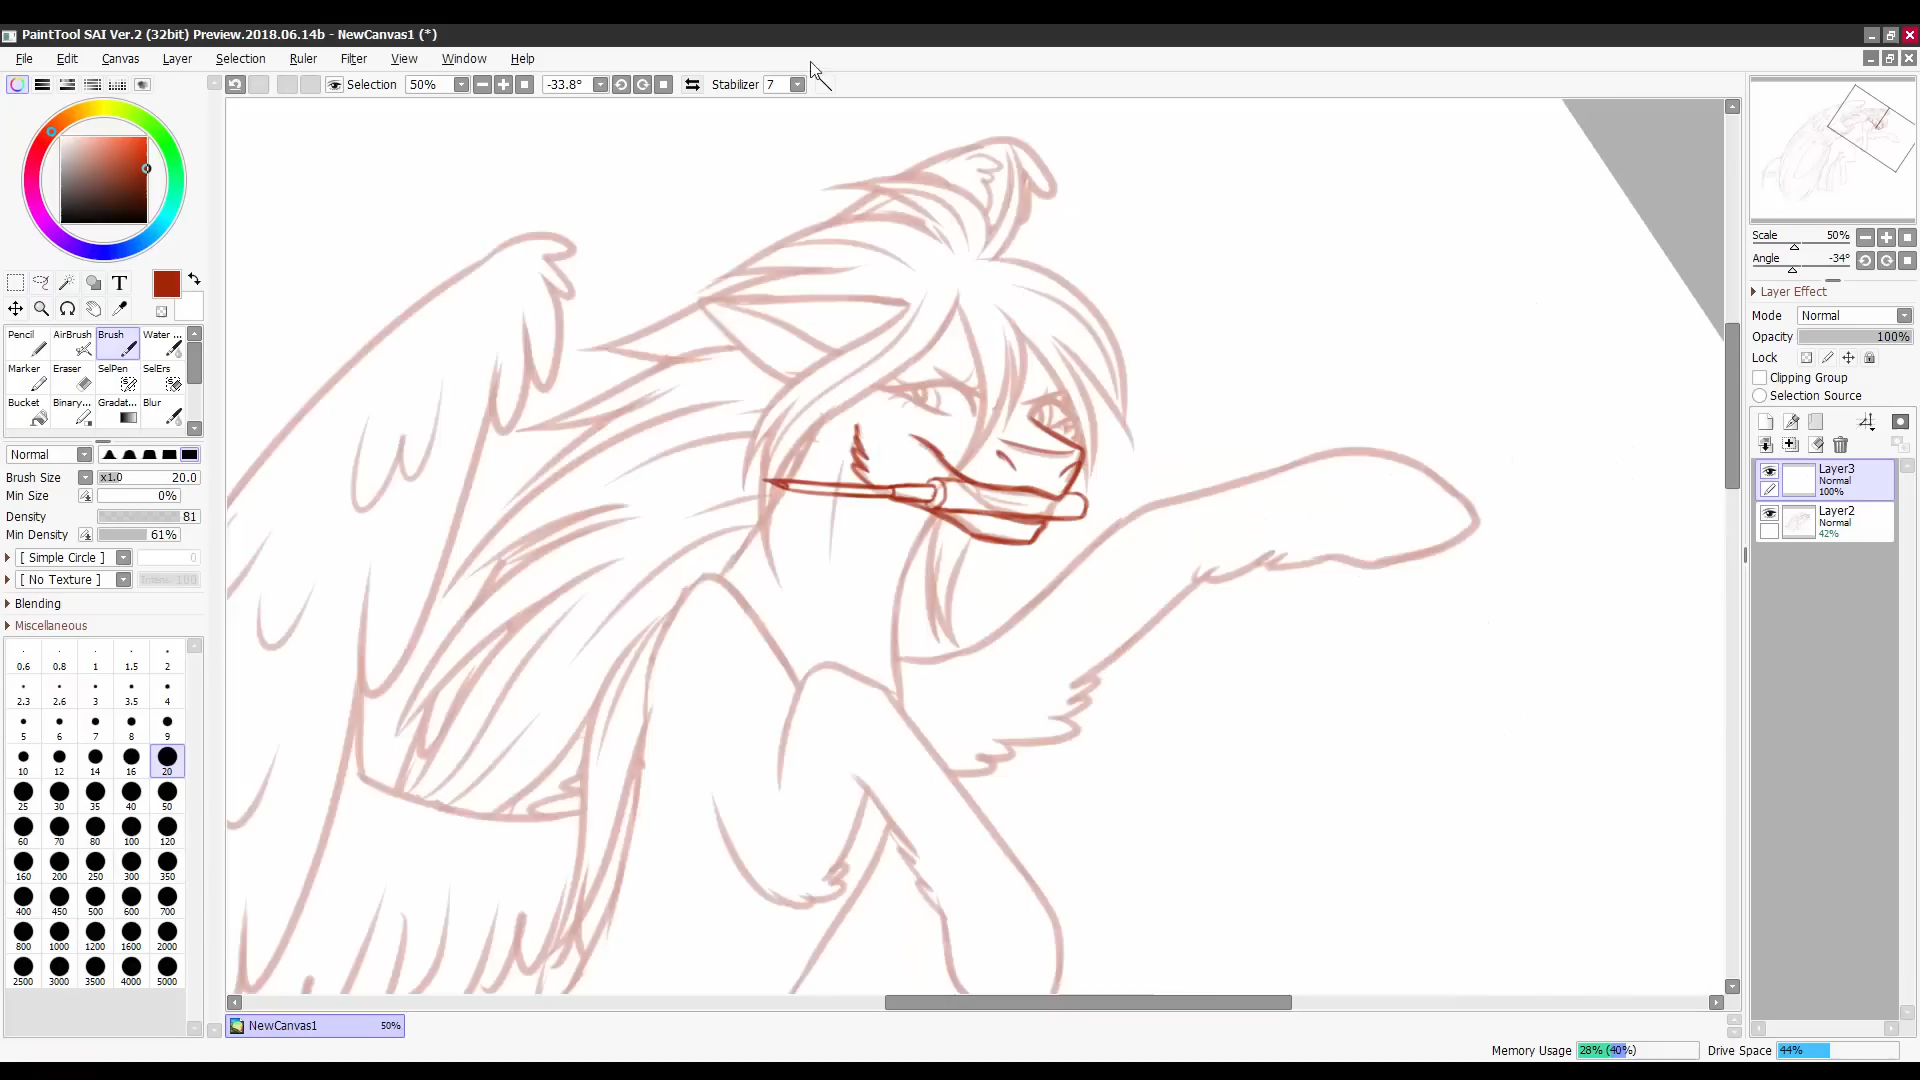 PaintTool SAI Ver.2 (32bit) Preview.2018.06.14b - NewCanvas1 (*)
File Edit Canvas Layer Selection Ruler Filter View Window Help
Selection 50% -33.8° Stabilizer 7
Scale 50%
Angle -34°
Layer Effect
Mode Normal
Opacity 100%
Lock
Clipping Group
Selection Source
Layer3
Normal
100%
Layer2
Normal
42%
T
Pencil AirBrush Brush Water ...
Marker Eraser SelPen SelErs
Bucket Binary... Gradat... Blur
Normal
Brush Size x1.0 20.0
Min Size 0%
Density 81
Min Density 61%
[ Simple Circle ] 0
[ No Texture ] Intens. 100
Blending
Miscellaneous
0.6 0.8 1 1.5 2
2.3 2.6 3 3.5 4
5 6 7 8 9
10 12 14 16 20
25 30 35 40 50
60 70 80 100 120
160 200 250 300 350
400 450 500 600 700
800 1000 1200 1600 2000
2500 3000 3500 4000 5000
NewCanvas1 50%
Memory Usage 28% (40%) Drive Space 44%